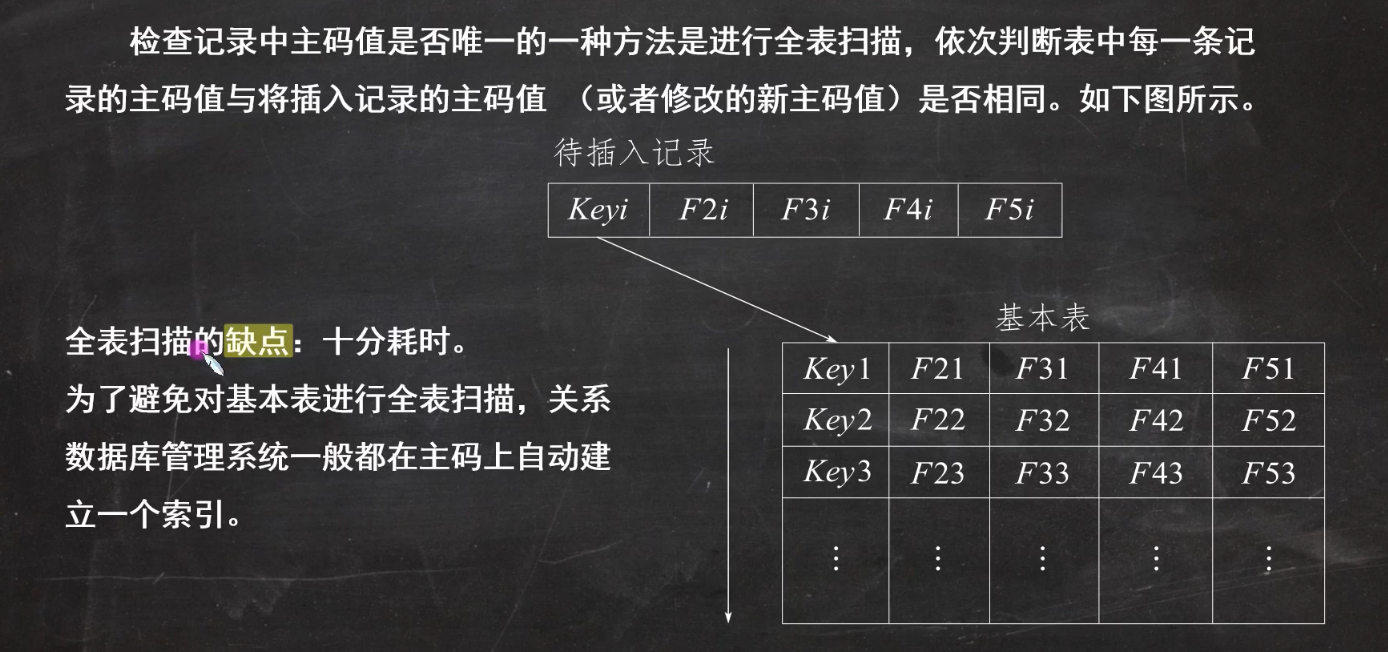 检查记录中主码值是否唯一的一种方法是进行全表扫描，依次判断表中每一条记
录的主码值与将插入记录的主码值 （或者修改的新主码值）是否相同。如下图所示。
待插入记录
Keyi F2i F3i F4i F5i
全表扫描的缺点：十分耗时。
为了避免对基本表进行全表扫描，关系
数据库管理系统一般都在主码上自动建
立一个索引。
基本表
Key1 F21 F31 F41 F51
Key2 F22 F32 F42 F52
Key3 F23 F33 F43 F53
⋮ ⋮ ⋮ ⋮ ⋮